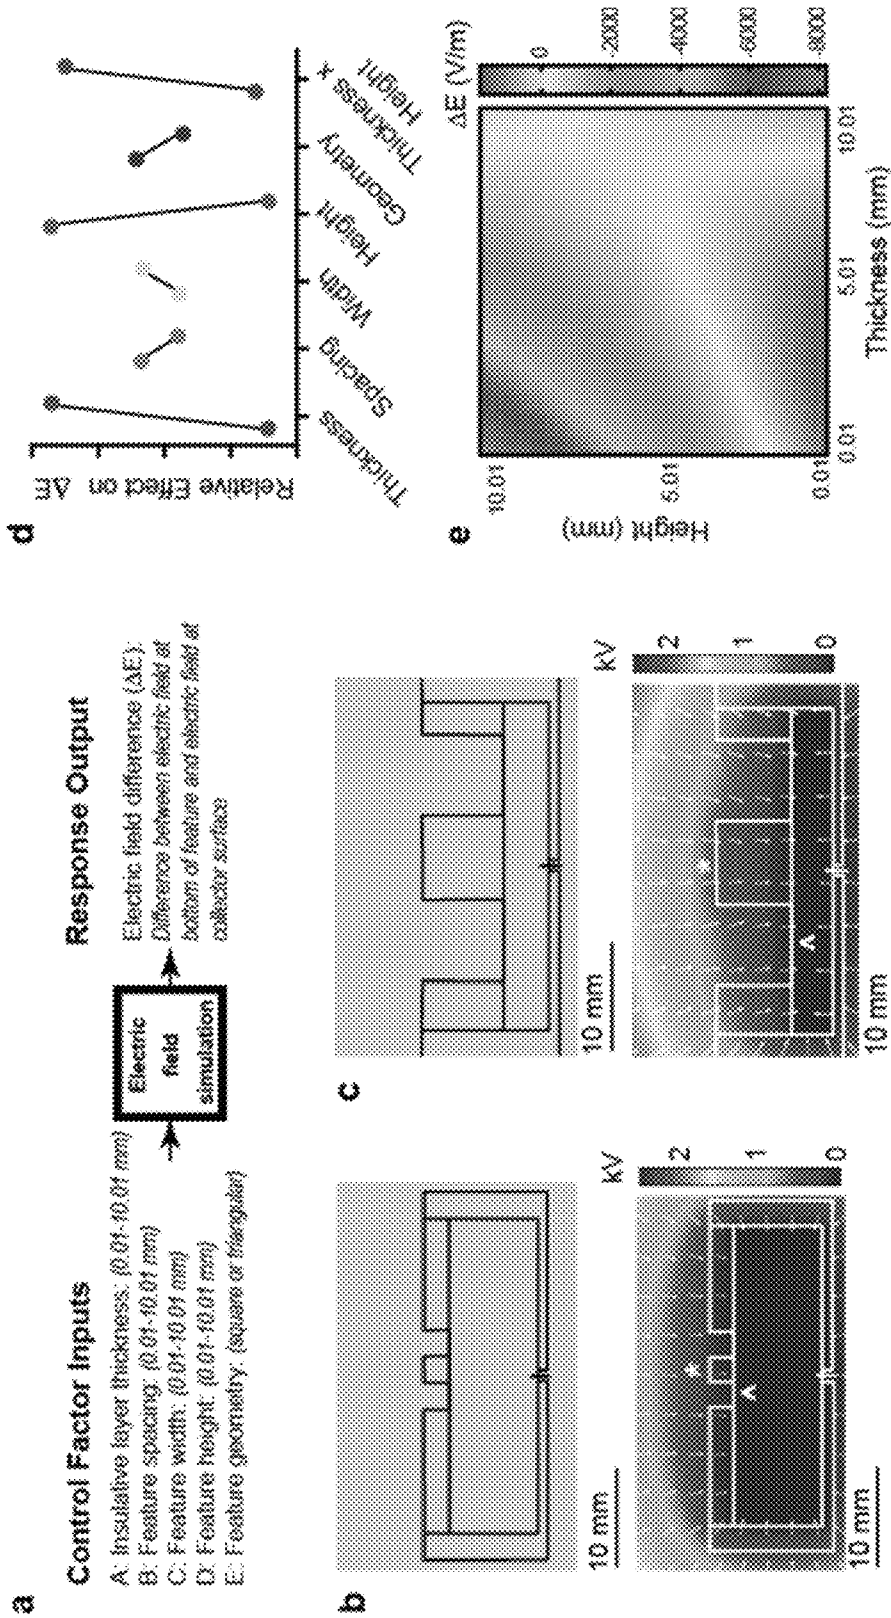 a
Control Factor Inputs
A: Insulative layer thickness: (0.01-10.01 mm)
B: Feature spacing: (0.01-10.01 mm)
C: Feature width: (0.01-10.01 mm)
D: Feature height: (0.01-10.01 mm)
E: Feature geometry: (square or triangular)
Electric
field
simulation
Response Output
Electric field difference (ΔE):
Difference between electric field at
bottom of feature and electric field at
collector surface
b
10 mm
kV
2
1
0
*
^
10 mm
c
10 mm
kV
2
1
0
*
^
10 mm
d
Relative Effect on ΔE
Thickness
Spacing
Width
Height
Geometry
Thickness x
Height
e
ΔE (V/m)
0
-2000
-4000
-6000
-8000
Height (mm)
10.01
5.01
0.01
0.01
5.01
10.01
Thickness (mm)